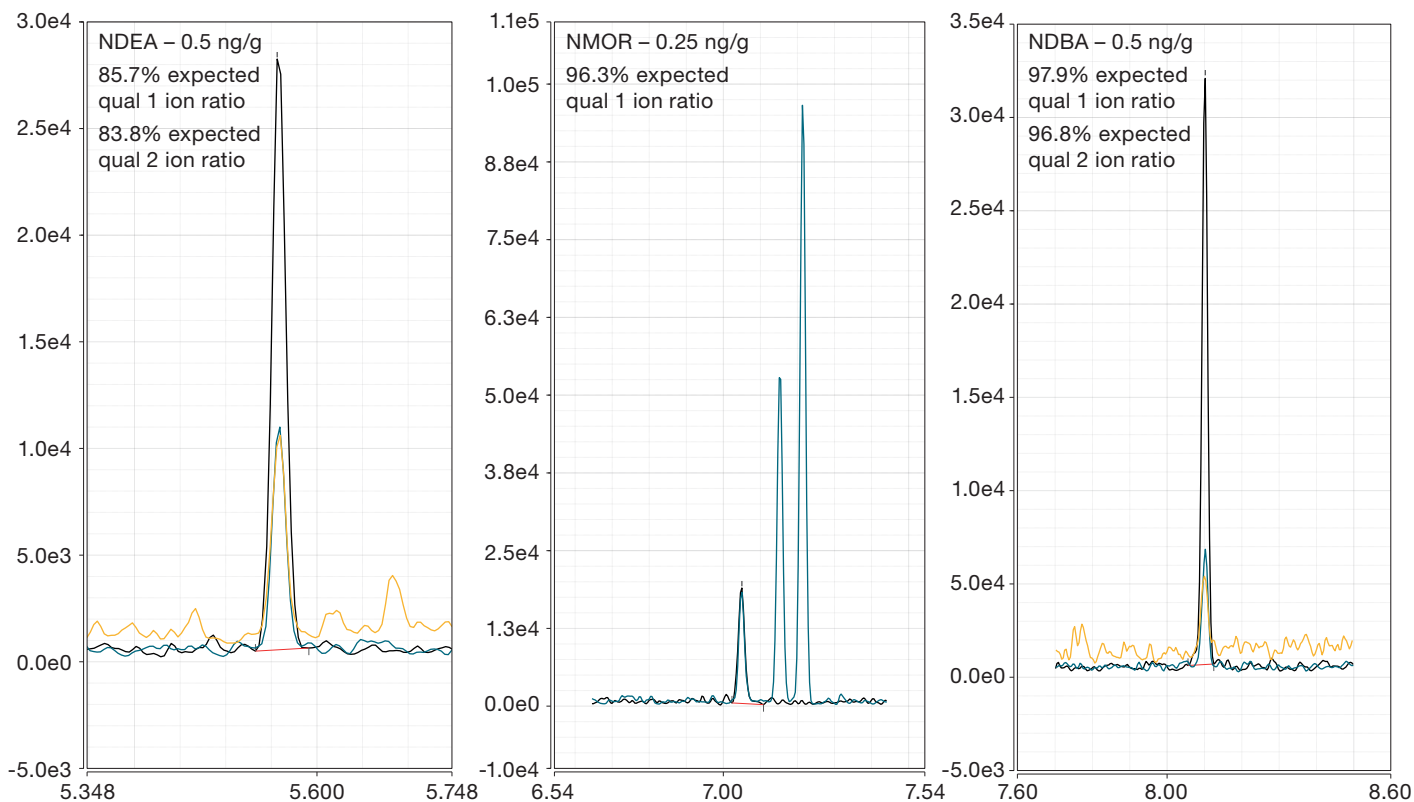 NDEA – 0.5 ng/g
85.7% expected
qual 1 ion ratio
83.8% expected
qual 2 ion ratio
3.0e4
2.5e4
2.0e4
1.5e4
1.0e4
5.0e3
0.0e0
-5.0e3
5.348
5.600
5.748
NMOR – 0.25 ng/g
96.3% expected
qual 1 ion ratio
1.1e5
1.0e5
8.8e4
7.5e4
6.3e4
5.0e4
3.8e4
2.5e4
1.3e4
0.0e0
-1.0e4
6.54
7.00
7.54
NDBA – 0.5 ng/g
97.9% expected
qual 1 ion ratio
96.8% expected
qual 2 ion ratio
3.5e4
3.0e4
2.5e4
2.0e4
1.5e4
1.0e4
5.0e4
0.0e0
-5.0e3
7.60
8.00
8.60